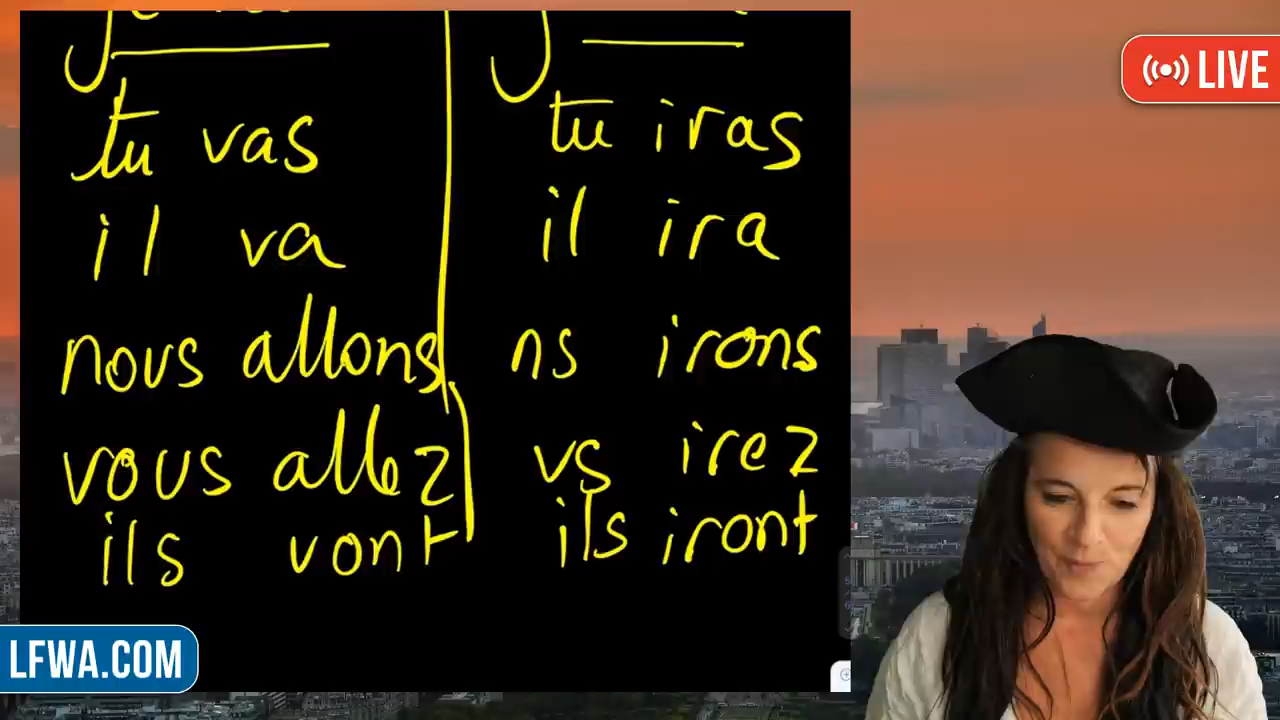 tu vas
il va
nous allons
vous allez
ils vont
tu iras
il ira
ns irons
vs irez
ils iront
LIVE
LFWA.COM